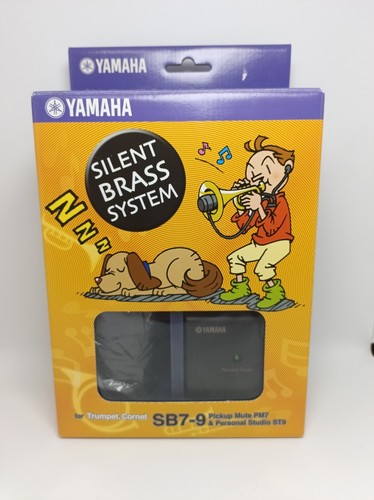 YAMAHA
YAMAHA
SILENT
BRASS
SYSTEM
Z
Z
Z
YAMAHA
for Trumpet, Cornet
SB7-9
Pickup Mute PM7
& Personal Studio ST9